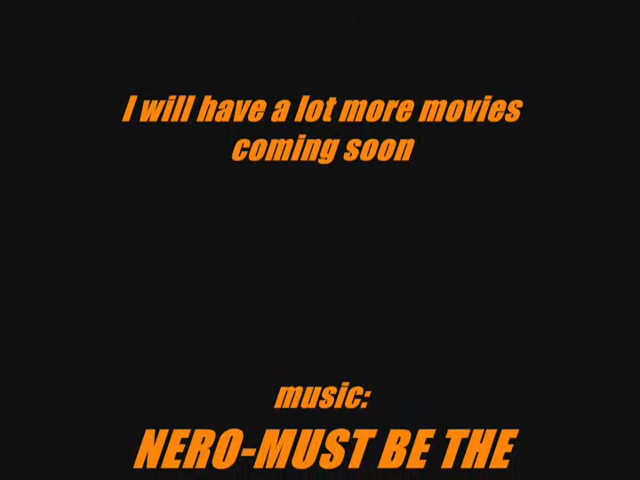 I will have a lot more movies
coming soon
music:
NERO-MUST BE THE